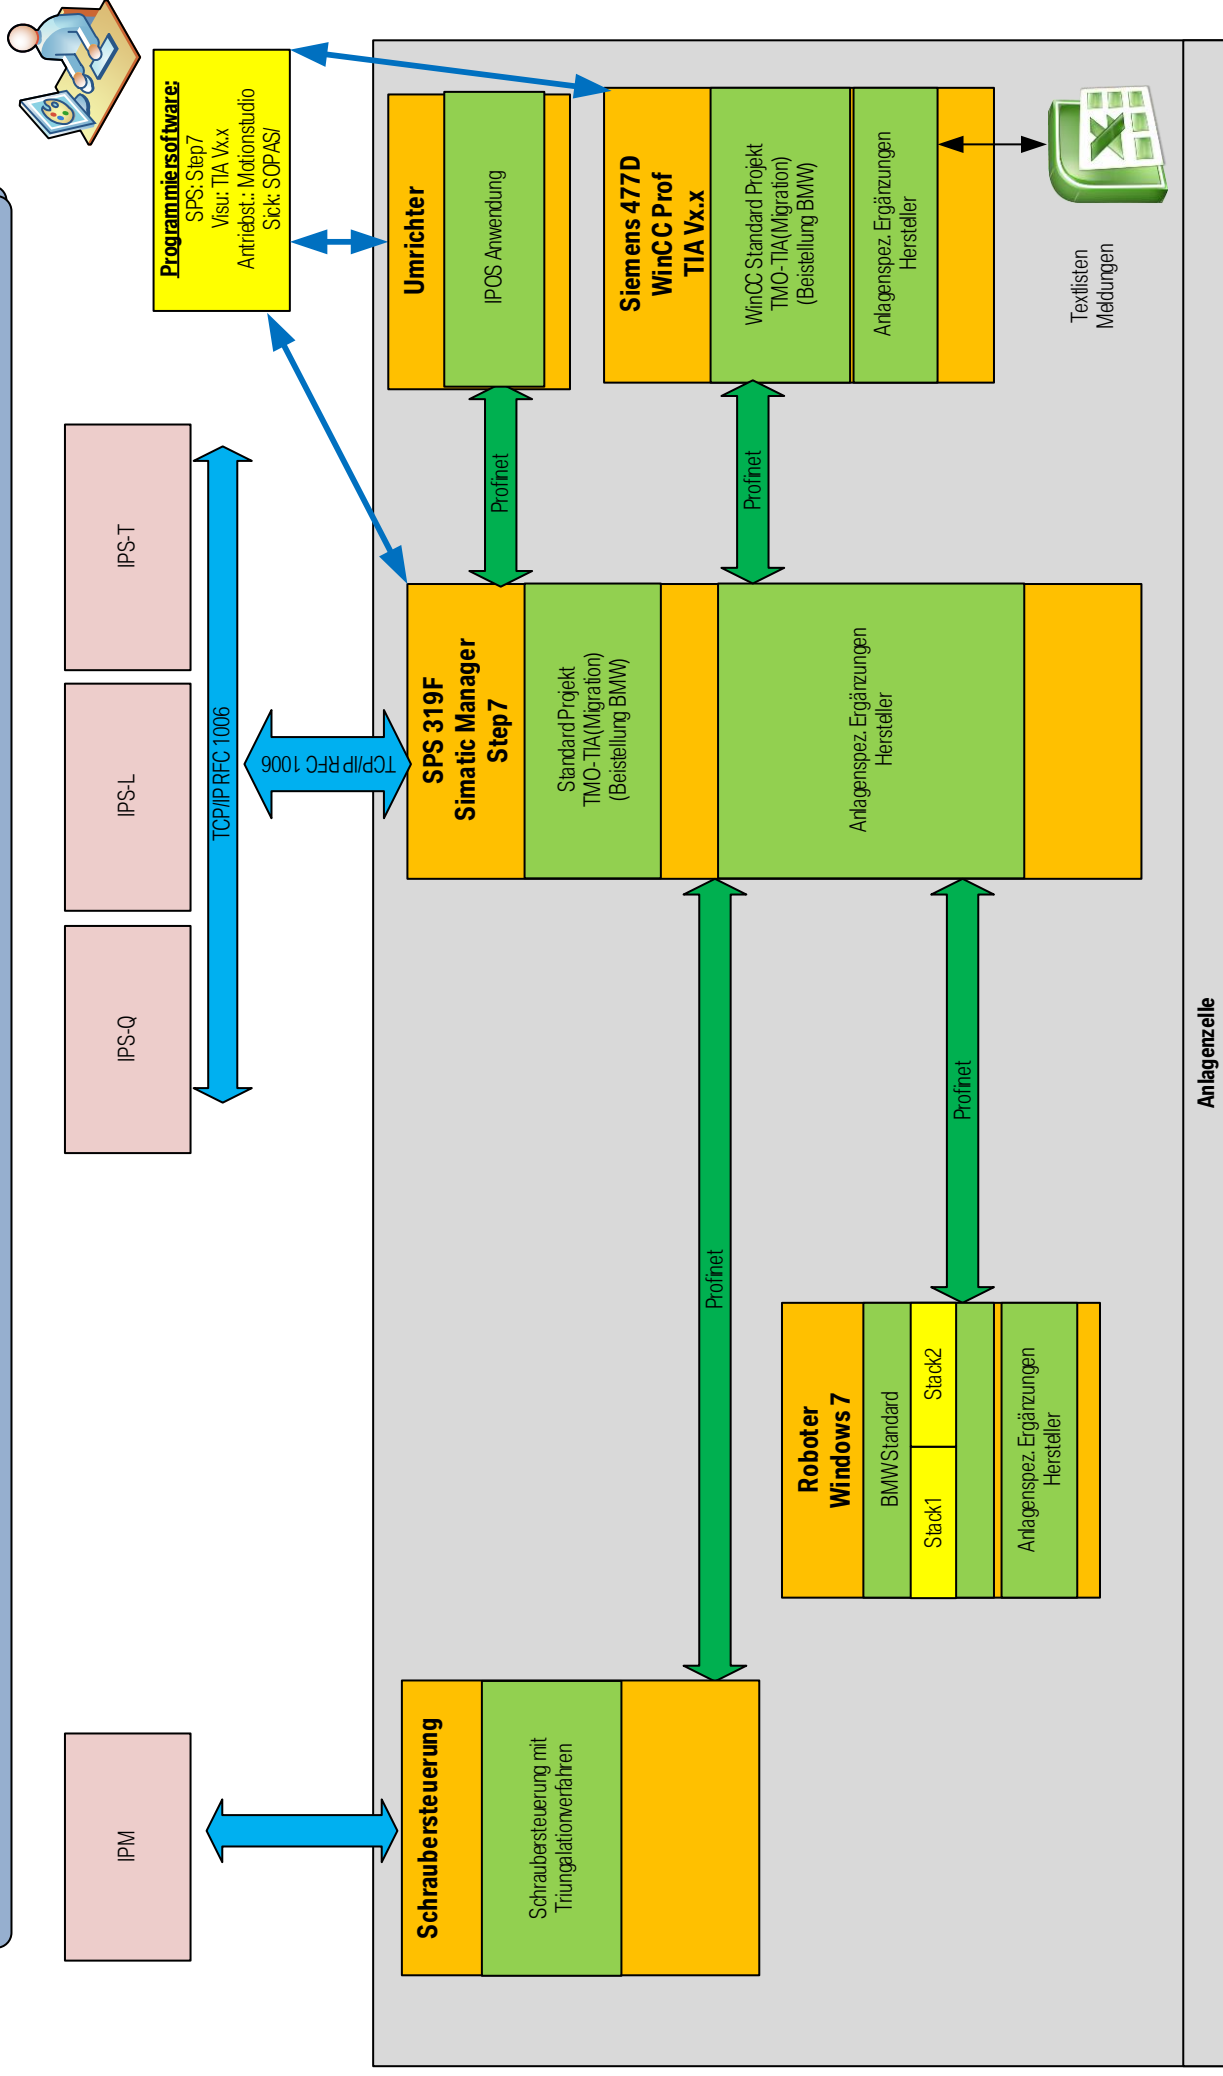 IPM
IPS-Q
IPS-L
IPS-T
TCP/IP RFC 1006
TCP/IP RFC 1006
Programmiersoftware:
SPS: Step7
Visu: TIA Vx.x
Antriebst.: Motionstudio
Sick: SOPAS/
Schraubersteuerung
Schraubersteuerung mit
Triungalationverfahren
Profinet
Roboter
Windows 7
BMW Standard
Stack1
Stack2
Anlagenspez. Ergänzungen
Hersteller
Profinet
SPS 319F
Simatic Manager
Step7
Standard Projekt
TMO-TIA(Migration)
(Beistellung BMW)
Anlagenspez. Ergänzungen
Hersteller
Profinet
Profinet
Umrichter
IPOS Anwendung
Siemens 477D
WinCC Prof
TIA Vx.x
WinCC Standard Projekt
TMO-TIA(Migration)
(Beistellung BMW)
Anlagenspez. Ergänzungen
Hersteller
Textlisten
Meldungen
Anlagenzelle